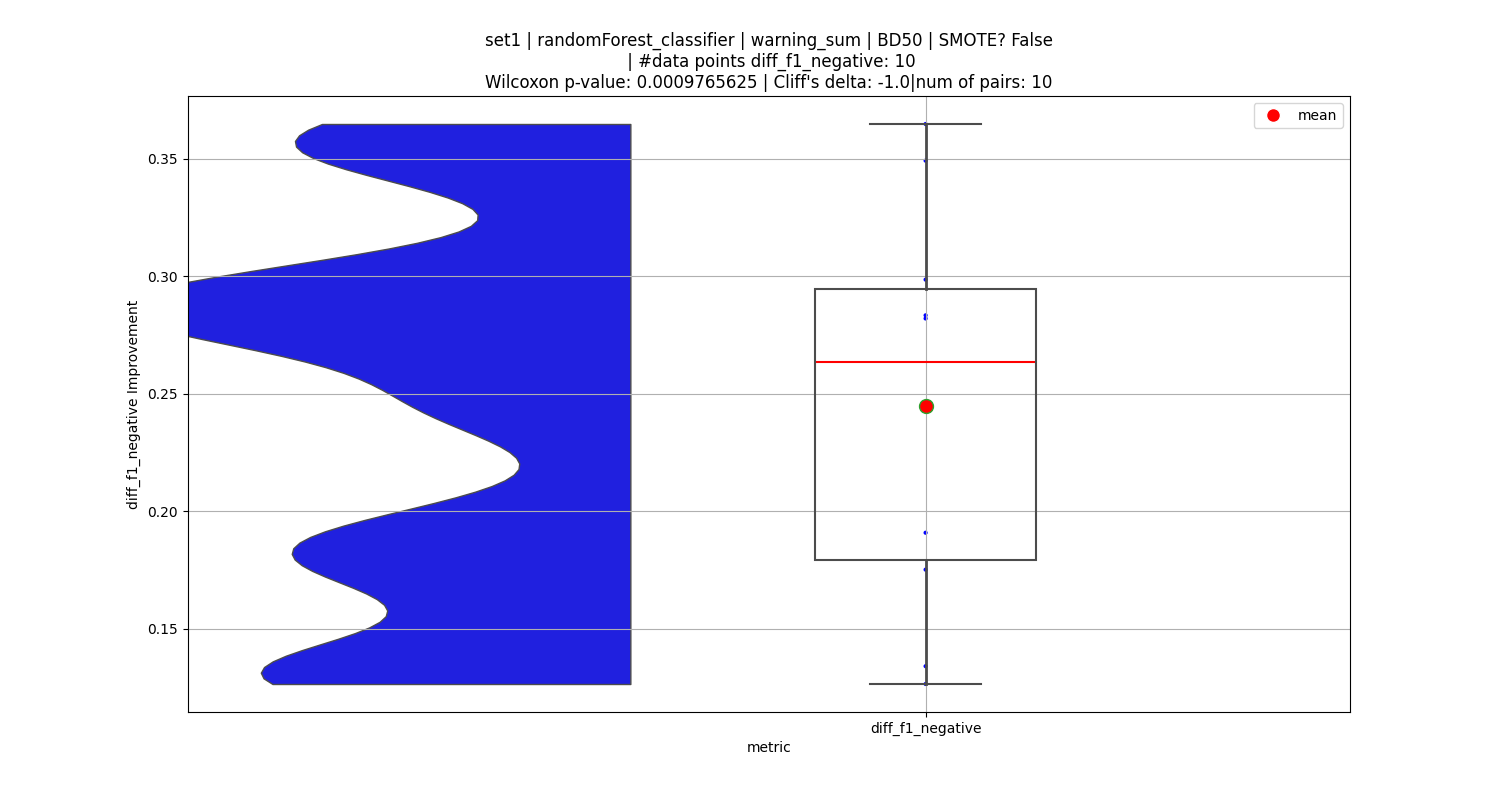 set1 | randomForest_classifier | warning_sum | BD50 | SMOTE? False
| #data points diff_f1_negative: 10
Wilcoxon p-value: 0.0009765625 | Cliff's delta: -1.0|num of pairs: 10
mean
0.35
0.30
0.25
0.20
0.15
diff_f1_negative Improvement
diff_f1_negative
metric